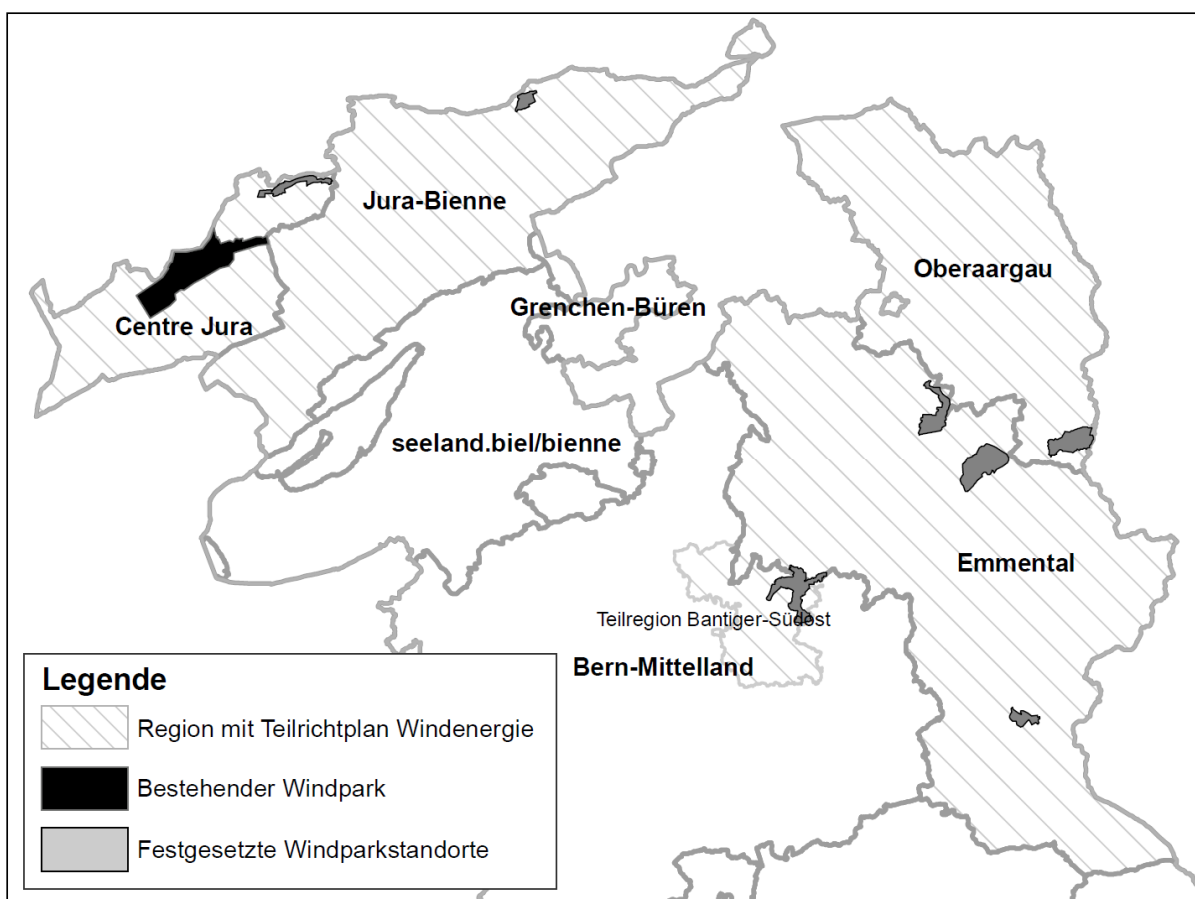 Jura-Bienne
Oberaargau
Grenchen-Büren
Centre Jura
seeland.biel/bienne
Emmental
Teilregion Bantiger-Südost
Bern-Mittelland
Legende
Region mit Teilrichtplan Windenergie
Bestehender Windpark
Festgesetzte Windparkstandorte